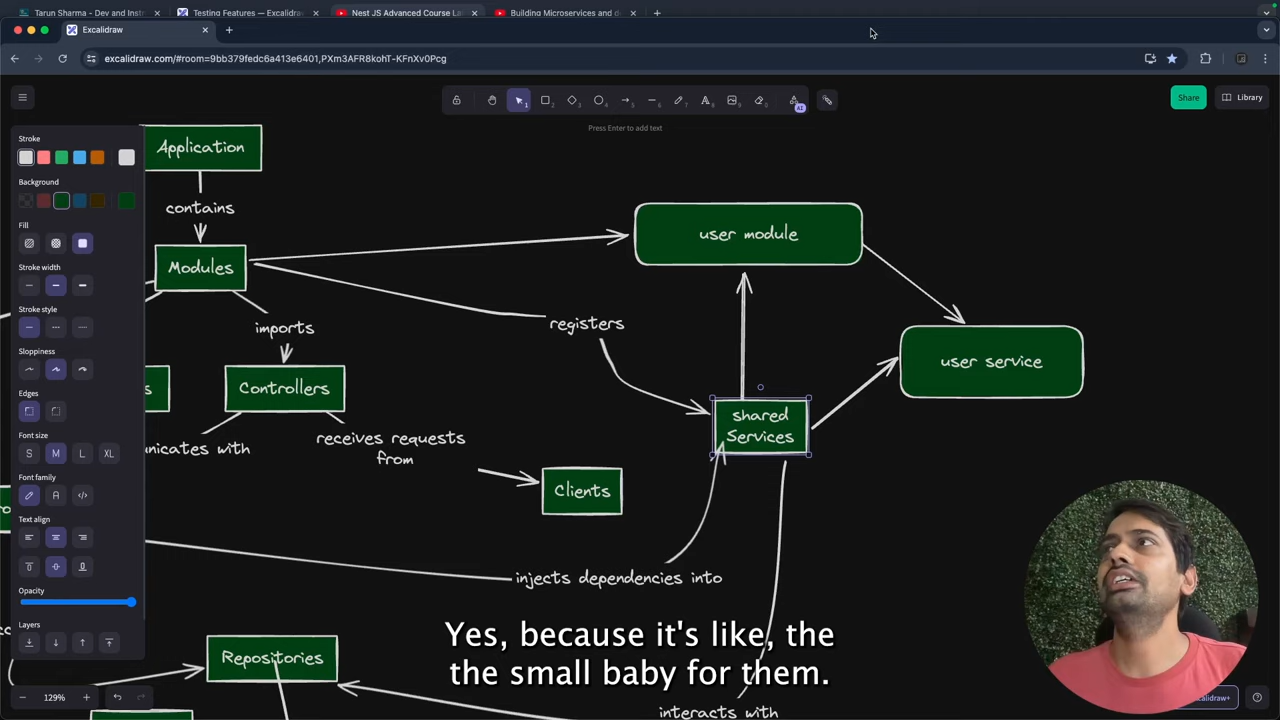 Tarun Sharma - Dev and Inst
Testing Features — Excalidraw
Nest JS Advanced Course La
Building Microservices and d
Excalidraw
excalidraw.com/#room=9bb379fedc6a413e6401,PXm3AFR8kohT-KFnXv0Pcg
Share
Library
Press Enter to add text
Stroke
Background
Fill
Stroke width
Stroke style
Sloppiness
Edges
Font size
S M L XL
Font family
Text align
Opacity
Layers
129%
Application
contains
Modules
imports
Controllers
s
unicates with
receives requests
from
Clients
registers
user module
user service
shared
Services
injects dependencies into
Repositories
interacts with
Yes, because it's like, the
the small baby for them.